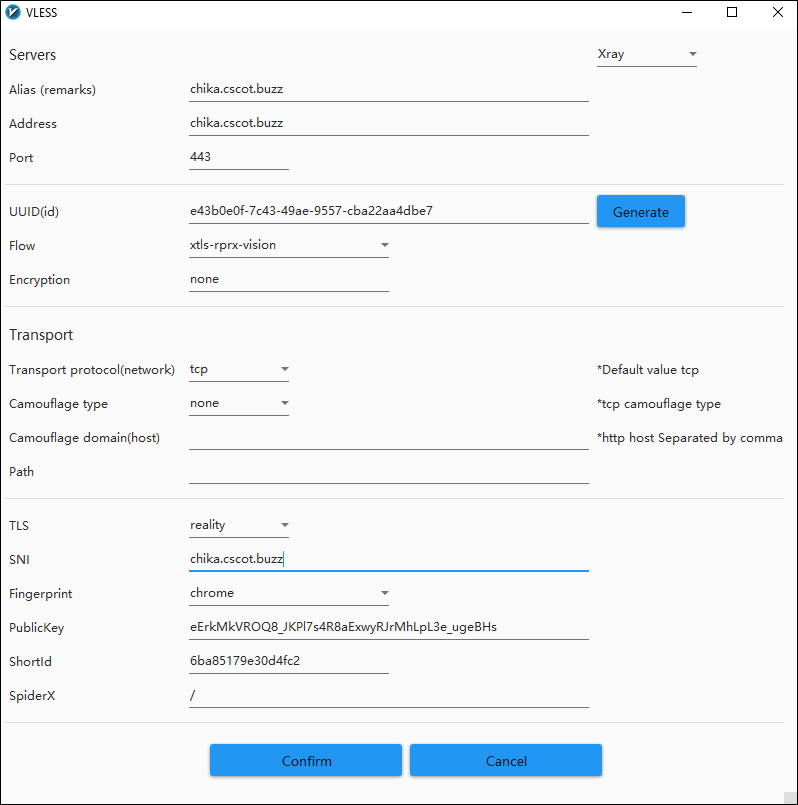 VLESS
Servers Xray
Alias (remarks) chika.cscot.buzz
Address chika.cscot.buzz
Port 443
UUID(id) e43b0e0f-7c43-49ae-9557-cba22aa4dbe7 Generate
Flow xtls-rprx-vision
Encryption none
Transport
Transport protocol(network) tcp *Default value tcp
Camouflage type none *tcp camouflage type
Camouflage domain(host) *http host Separated by comma
Path
TLS reality
SNI chika.cscot.buzz
Fingerprint chrome
PublicKey eErkMkVROQ8_JKPl7s4R8aExwyRJrMhLpL3e_ugeBHs
ShortId 6ba85179e30d4fc2
SpiderX /
Confirm Cancel